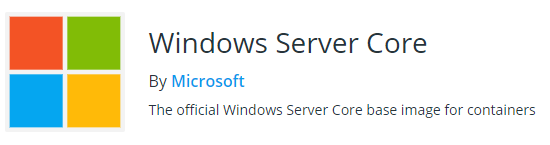 Windows Server Core
By Microsoft
The official Windows Server Core base image for containers